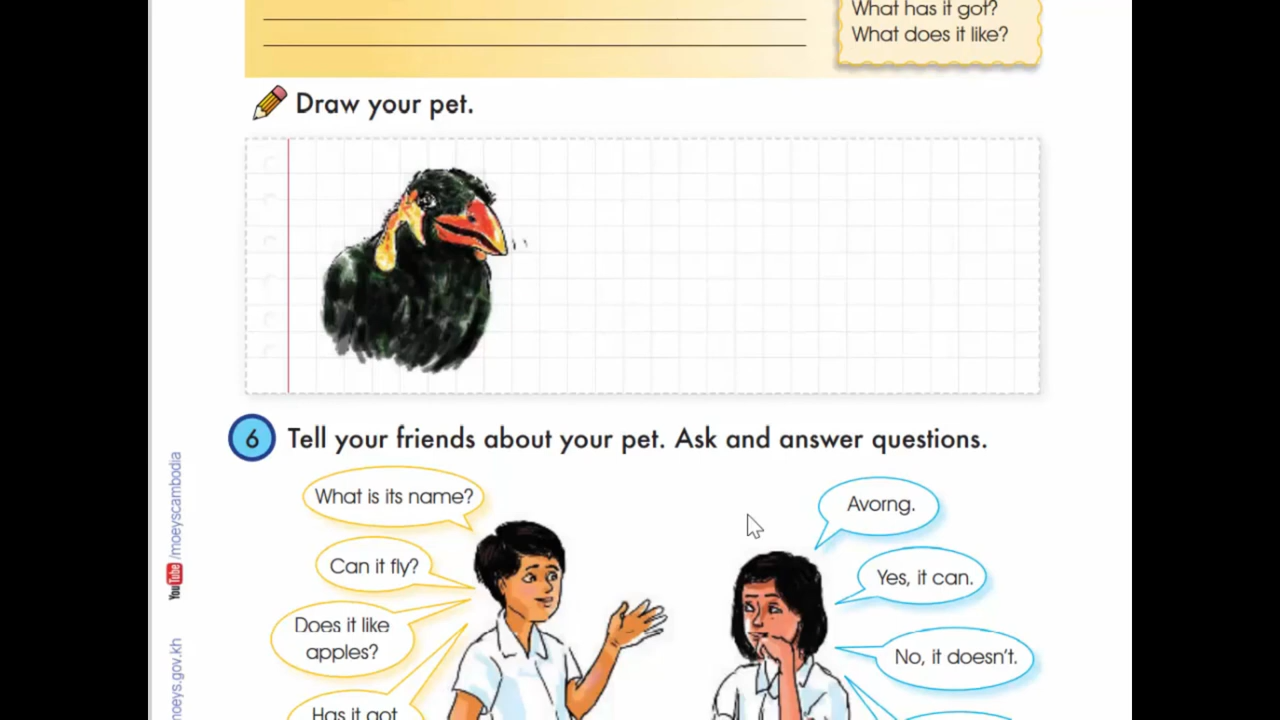 What has it got?
What does it like?
Draw your pet.
6 Tell your friends about your pet. Ask and answer questions.
What is its name?
Avorng.
Can it fly?
Yes, it can.
Does it like
apples?
No, it doesn't.
Has it got
YouTube /moeyscambodia
moeys.gov.kh